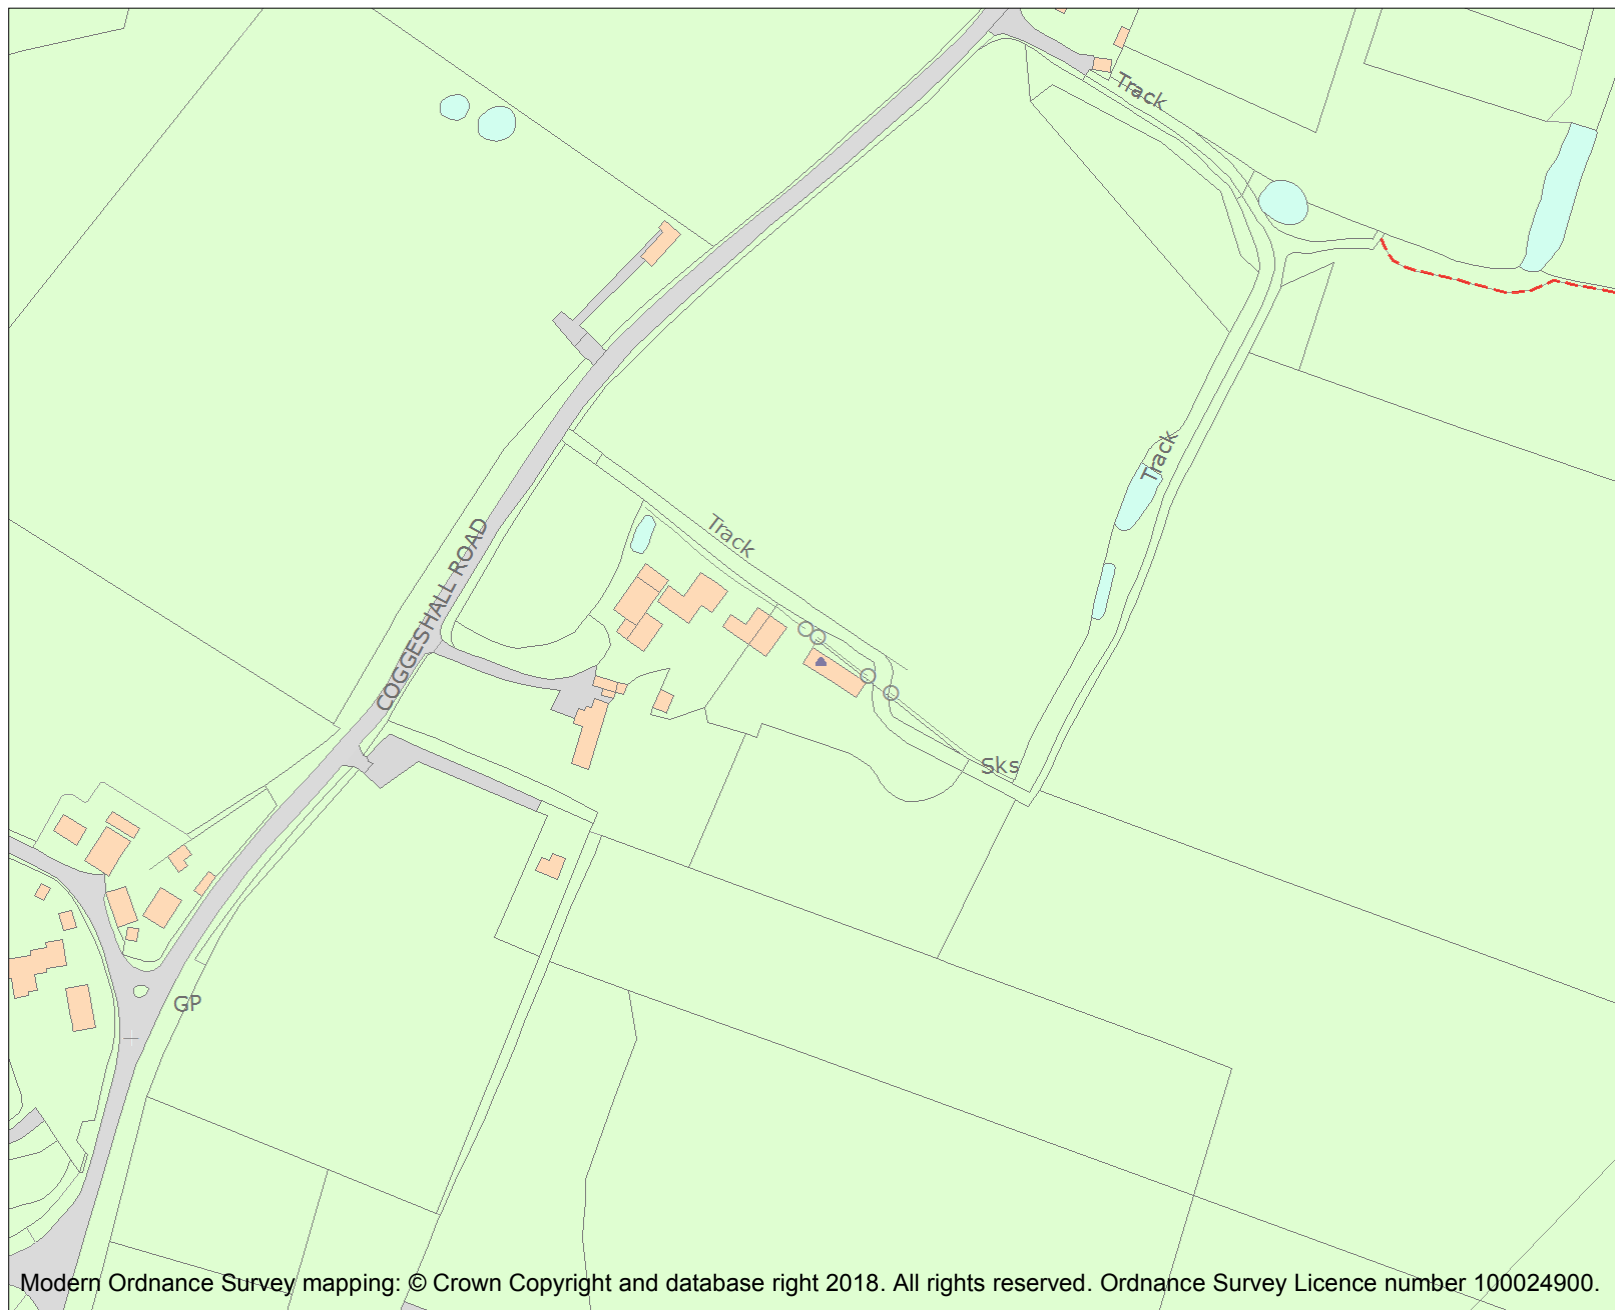 Track
Track
COGGESHALL ROAD
Track
Sks
GP
Modern Ordnance Survey mapping: © Crown Copyright and database right 2018. All rights reserved. Ordnance Survey Licence number 100024900.